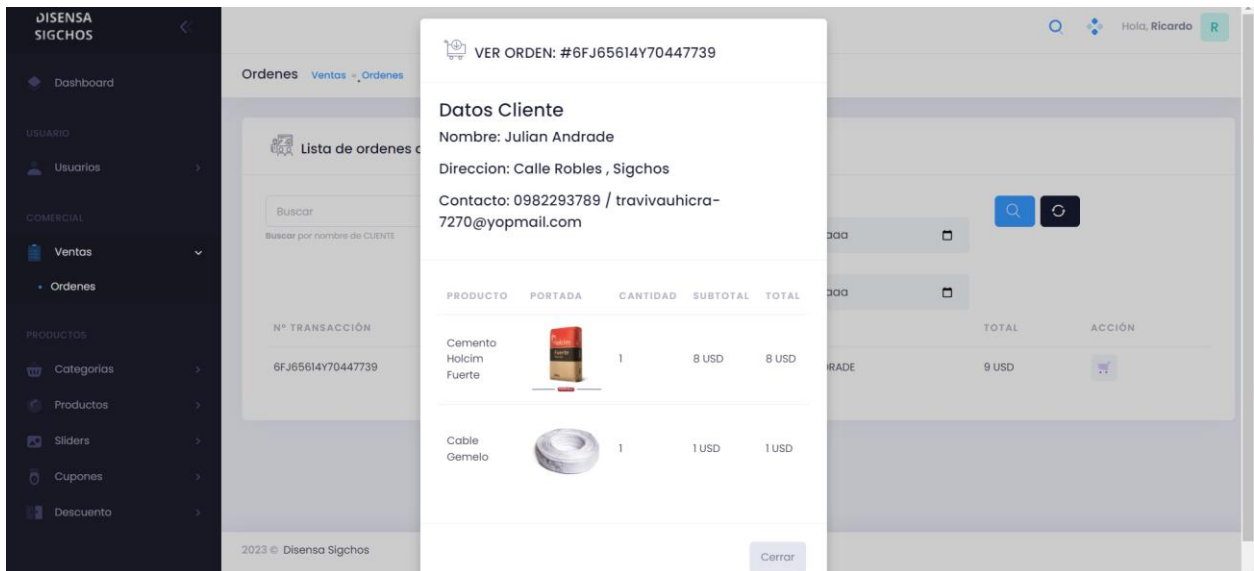 DISENSA
SIGCHOS
Hola, Ricardo R
VER ORDEN: #6FJ65614Y70447739
Dashboard
Ordenes Ventas - Ordenes
Datos Cliente
Nombre: Julian Andrade
Direccion: Calle Robles , Sigchos
Contacto: 0982293789 / travivauhicra-
7270@yopmail.com
USUARIO
Usuarios
Lista de ordenes
COMERCIAL
Ventas
Ordenes
Buscar
Buscar por nombre de CLIENTE
aaa
aaa
PRODUCTO PORTADA CANTIDAD SUBTOTAL TOTAL
Cemento
Holcim
Fuerte
1 8 USD 8 USD
Cable
Gemelo
1 1 USD 1 USD
Nº TRANSACCIÓN TOTAL ACCIÓN
6FJ65614Y70447739 RADE 9 USD
PRODUCTOS
Categorias
Productos
Sliders
Cupones
Descuento
2023 © Disensa Sigchos
Cerrar